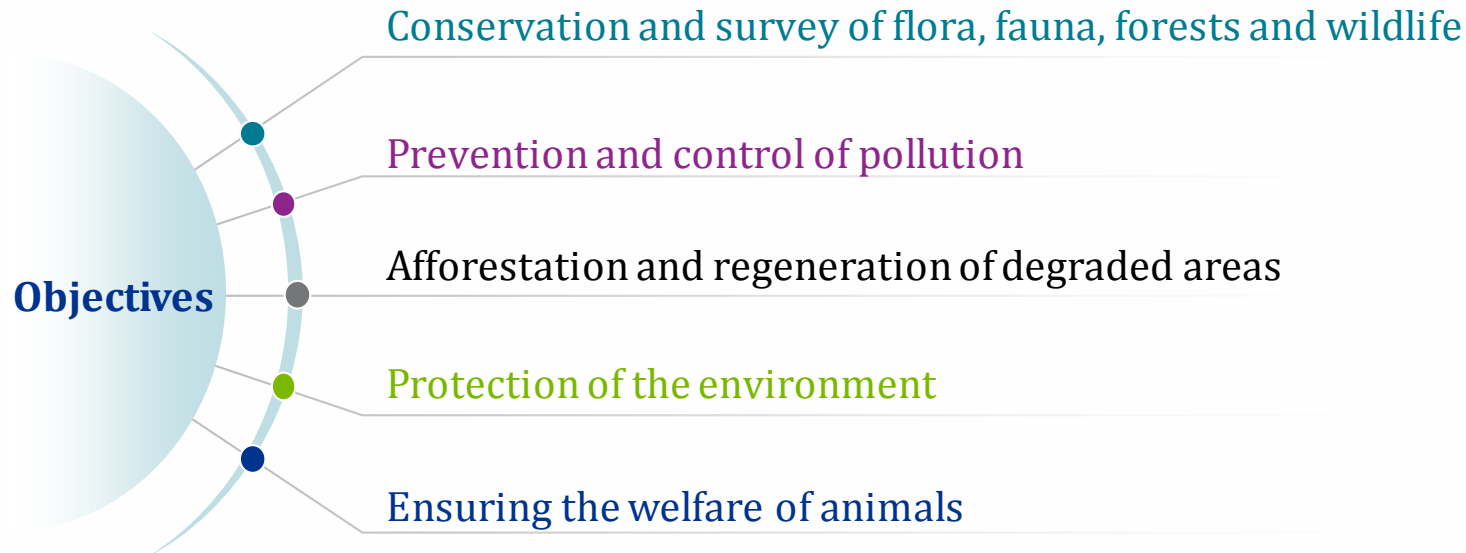 Conservation and survey of flora, fauna, forests and wildlife
Prevention and control of pollution
Afforestation and regeneration of degraded areas
Objectives
Protection of the environment
Ensuring the welfare of animals